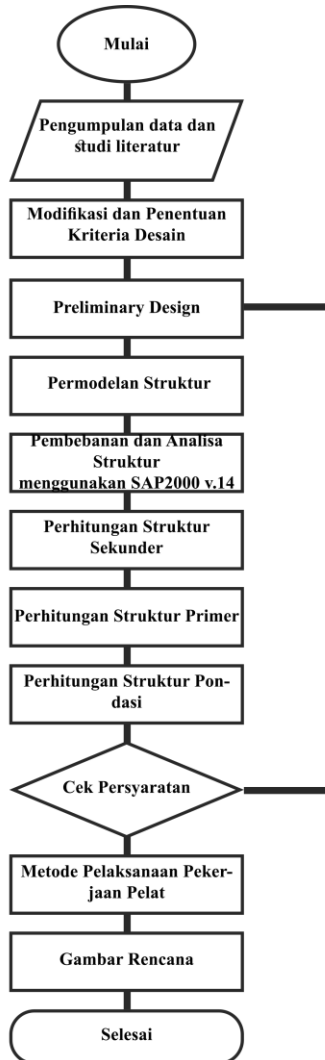 Mulai
Pengumpulan data dan
studi literatur
Modifikasi dan Penentuan
Kriteria Desain
Preliminary Design
Permodelan Struktur
Pembebanan dan Analisa
Struktur
menggunakan SAP2000 v.14
Perhitungan Struktur
Sekunder
Perhitungan Struktur Primer
Perhitungan Struktur Pon-
dasi
Cek Persyaratan
Metode Pelaksanaan Peker-
jaan Pelat
Gambar Rencana
Selesai